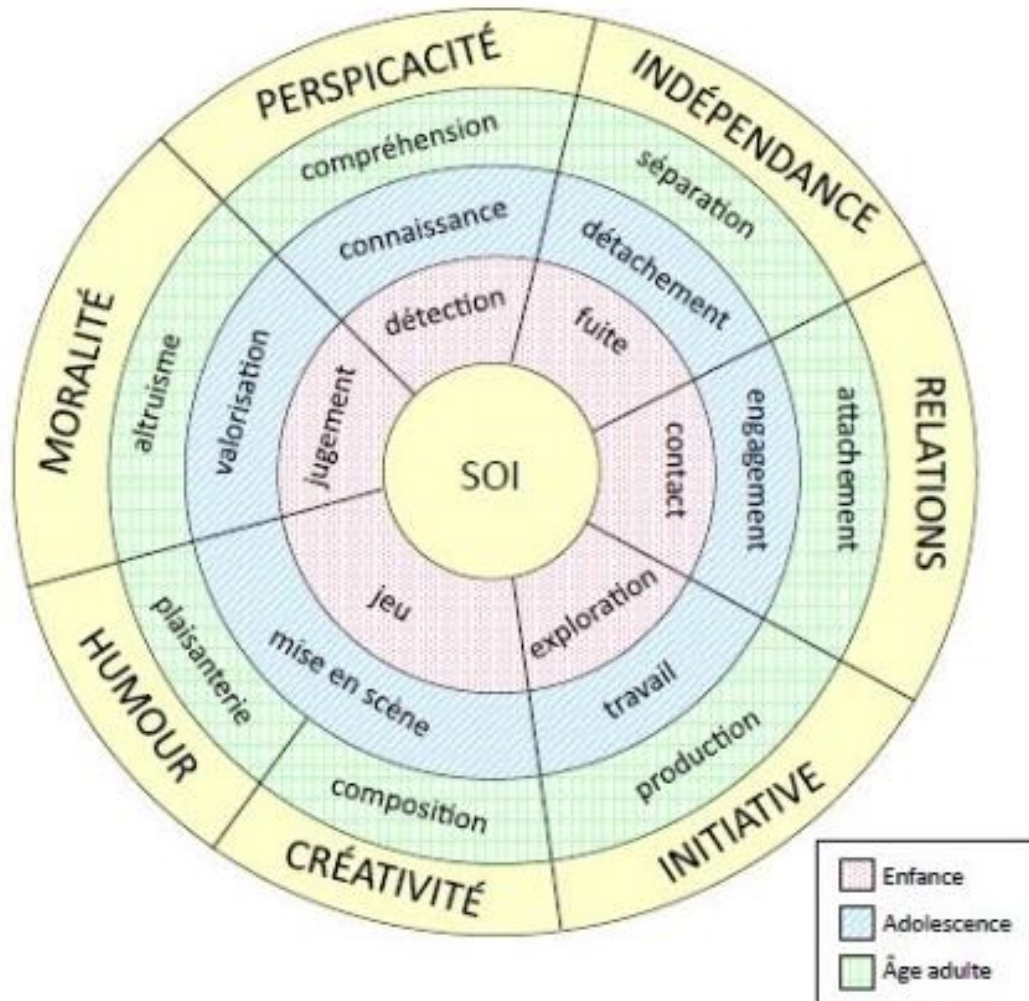 PERSPICACITÉ
INDÉPENDANCE
RELATIONS
INITIATIVE
CRÉATIVITÉ
HUMOUR
MORALITÉ
compréhension
séparation
attachement
production
composition
plaisanterie
altruisme
connaissance
détachement
engagement
travail
mise en scène
valorisation
détection
fuite
contact
exploration
jeu
jugement
SOI
Enfance
Adolescence
Âge adulte